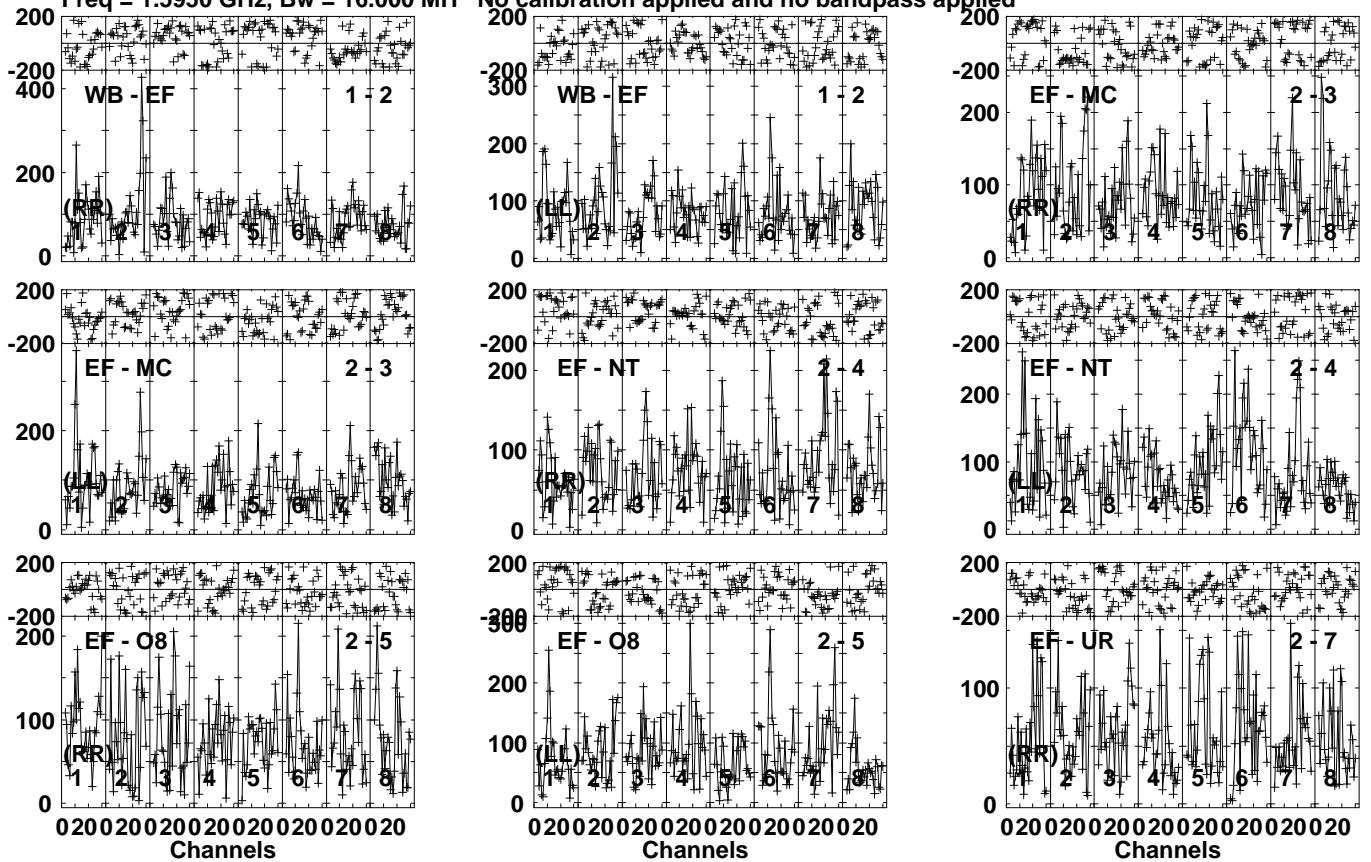 Freq = 1.5950 GHz, Bw = 16.000 MH No calibration applied and no bandpass applied
200 200 200
-200 -200 -200
400 300
WB - EF 1 - 2 WB - EF 1 - 2 EF - MC 2 - 3
200 200 200
100 100
(RR) (LL) (RR)
1 2 3 4 5 6 7 8 1 2 3 4 5 6 7 8 1 2 3 4 5 6 7 8
0 0 0
200 200 200
-200 -200 -200
EF - MC 2 - 3 EF - NT 2 - 4 EF - NT 2 - 4
200 200 200
100 100
(LL) (RR) (LL)
1 2 3 4 5 6 7 8 1 2 3 4 5 6 7 8 1 2 3 4 5 6 7 8
0 0 0
200 200 200
-200 -200 -200
300
EF - O8 2 - 5 EF - O8 2 - 5 EF - UR 2 - 7
200 200
100 100 100
(RR) (LL) (RR)
1 2 3 4 5 6 7 8 1 2 3 4 5 6 7 8 1 2 3 4 5 6 7 8
0 0 0
0 20 0 20 0 20 0 20 0 20 0 20 0 20 0 20 0 20 0 20 0 20 0 20 0 20 0 20 0 20 0 20 0 20 0 20 0 20 0 20 0 20 0 20 0 20 0 20
Channels Channels Channels